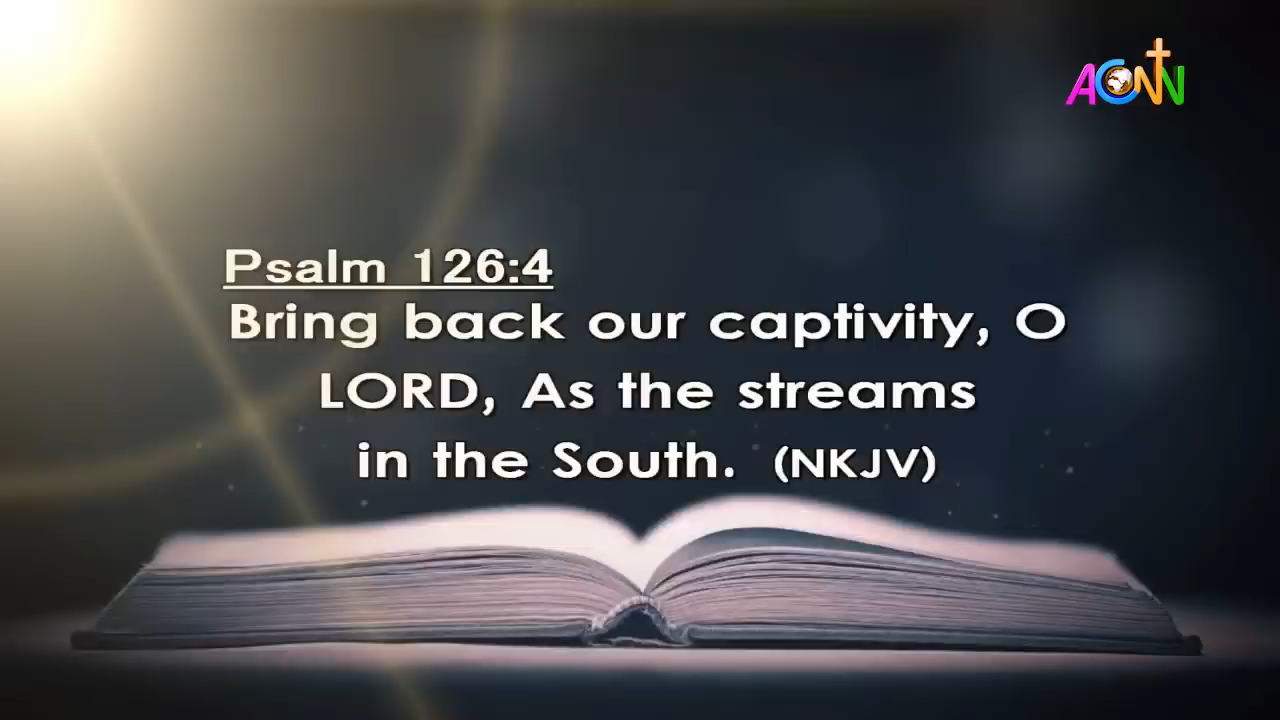 ACNN
Psalm 126:4
Bring back our captivity, O
LORD, As the streams
in the South. (NKJV)